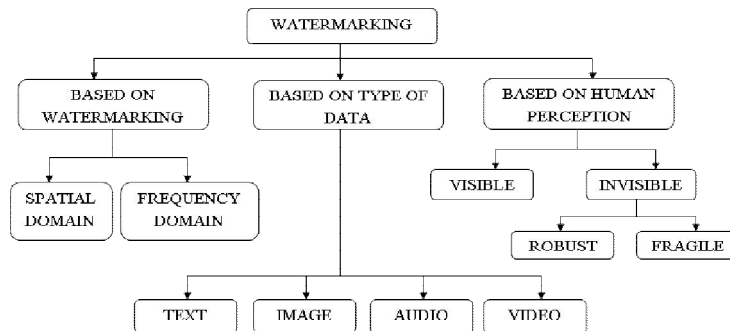 WATERMARKING
BASED ON
WATERMARKING
BASED ON TYPE OF
DATA
BASED ON HUMAN
PERCEPTION
SPATIAL
DOMAIN
FREQUENCY
DOMAIN
VISIBLE
INVISIBLE
ROBUST
FRAGILE
TEXT
IMAGE
AUDIO
VIDEO